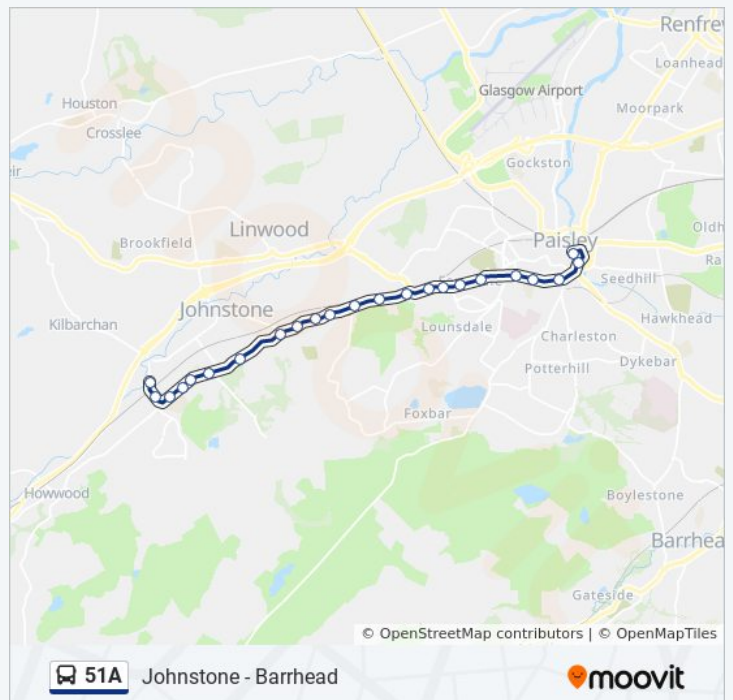 Renfre
Loanhead
Glasgow Airport
Houston
Moorpark
Crosslee
Gockston
eir
Linwood
Oldh
Brookfield
Paisley
Ra
Seedhill
Johnstone
Kilbarchan
Hawkhead
Lounsdale
Charleston
Dykebar
Potterhill
Foxbar
Howwood
Boylestone
Barrhea
Gateside
© OpenStreetMap contributors | © OpenMapTiles
51A Johnstone - Barrhead moovit